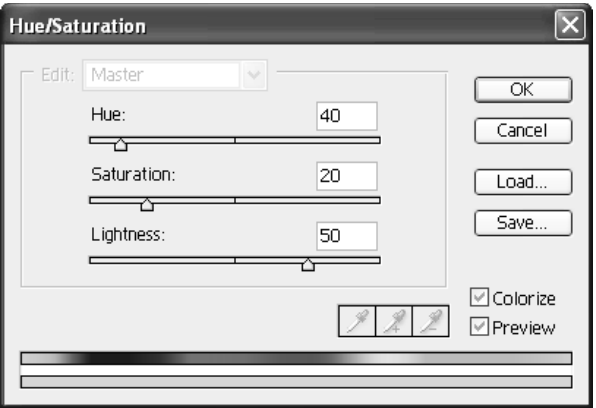 Hue/Saturation
Edit: Master
Hue: 40
Saturation: 20
Lightness: 50
OK
Cancel
Load...
Save...
Colorize
Preview